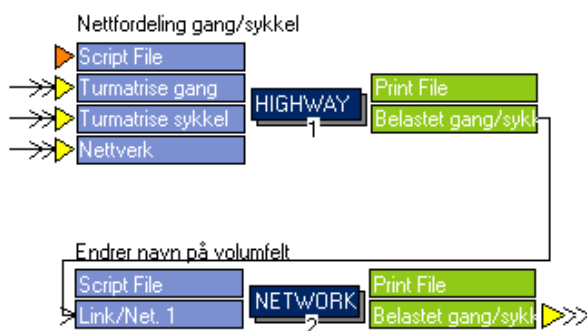 Nettfordeling gang/sykkel
Script File
Turmatrise gang
Turmatrise sykkel
Nettverk
HIGHWAY
1
Print File
Belastet gang/sykk
Endrer navn på volumfelt
Script File
Link/Net. 1
NETWORK
2
Print File
Belastet gang/sykk